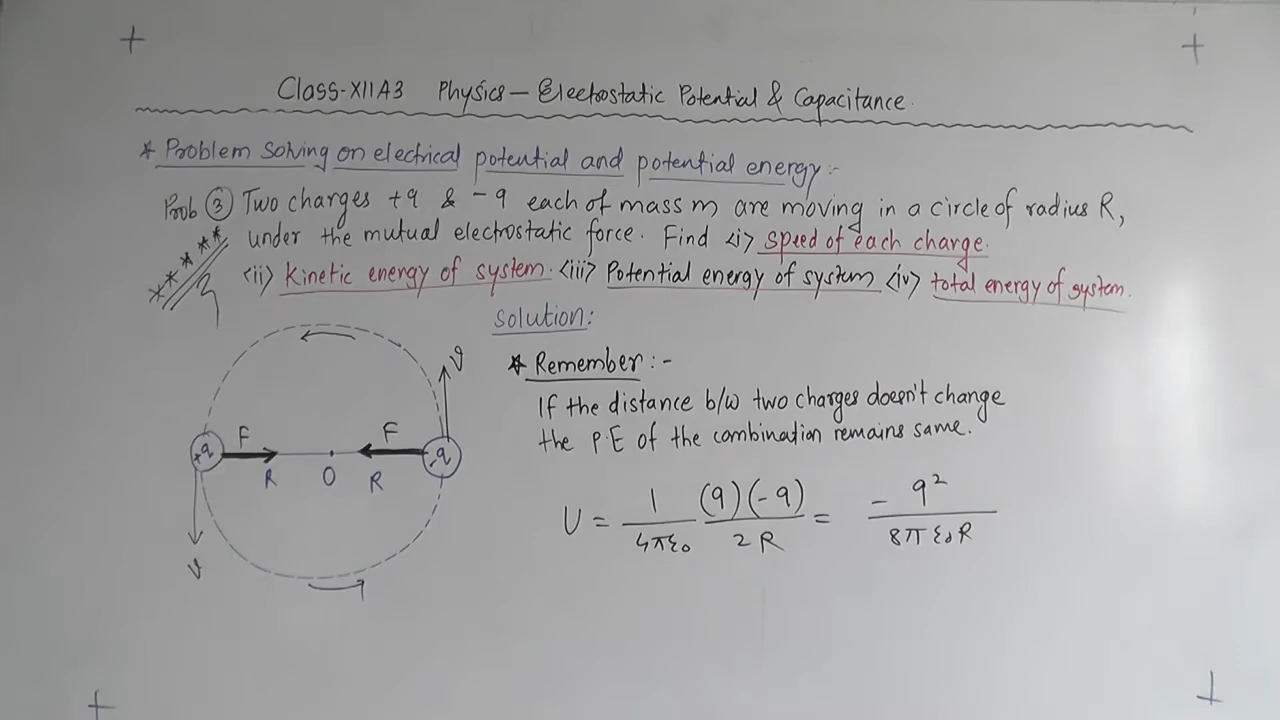 Class-XII A3 Physics — Electrostatic Potential & Capacitance.
* Problem solving on electrical potential and potential energy:-
Prob ③ Two charges +q & -q each of mass m are moving in a circle of radius R,
under the mutual electrostatic force. Find <i> speed of each charge.
<ii> Kinetic energy of system. <iii> Potential energy of system <iv> total energy of system.
Solution:
* Remember:-
If the distance b/w two charges doesn't change
the P.E of the combination remains same.
U = 1/4πε₀ (q)(-q)/2R = -q²/8πε₀R
v
F F
+q -q
R O R
v